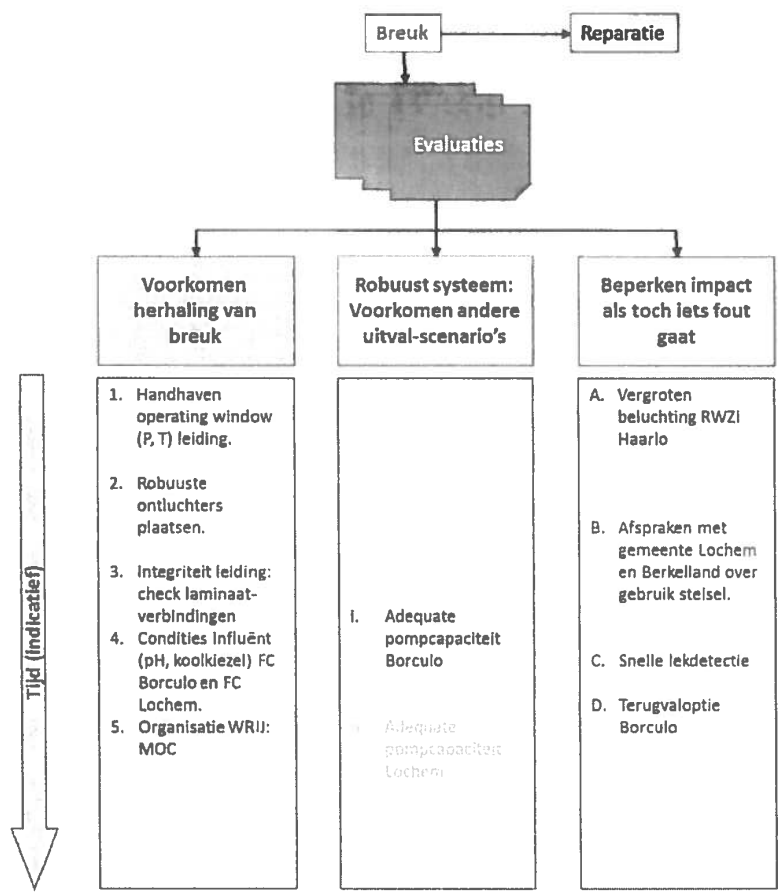 Breuk
Reparatie
Evaluaties
Voorkomen
herhaling van
breuk
Robuust systeem:
Voorkomen andere
uitval-scenario's
Beperken impact
als toch iets fout
gaat
Tijd (Indicatief)
1. Handhaven
operating window
(P, T) leiding.
2. Robuuste
ontluchters
plaatsen.
3. Integriteit leiding:
check laminaat-
verbindingen
4. Condities Influënt
(pH, koolkiezel) FC
Borculo en FC
Lochem.
5. Organisatie WRIJ:
MOC
i. Adequate
pompcapaciteit
Borculo
Adequate
pompcapaciteit
Lochem
A. Vergroten
beluchting RWZI
Haarlo
B. Afspraken met
gemeente Lochem
en Berkelland over
gebruik stelsel.
C. Snelle lekdetectie
D. Terugvaloptie
Borculo